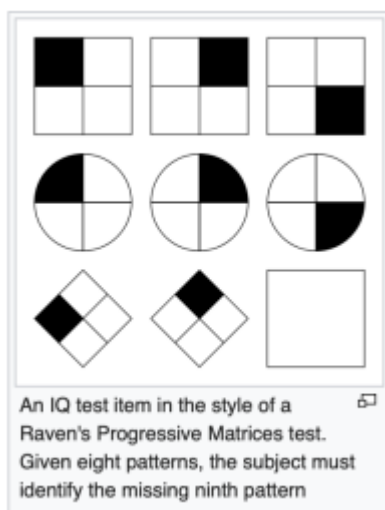 An IQ test item in the style of a
Raven's Progressive Matrices test.
Given eight patterns, the subject must
identify the missing ninth pattern